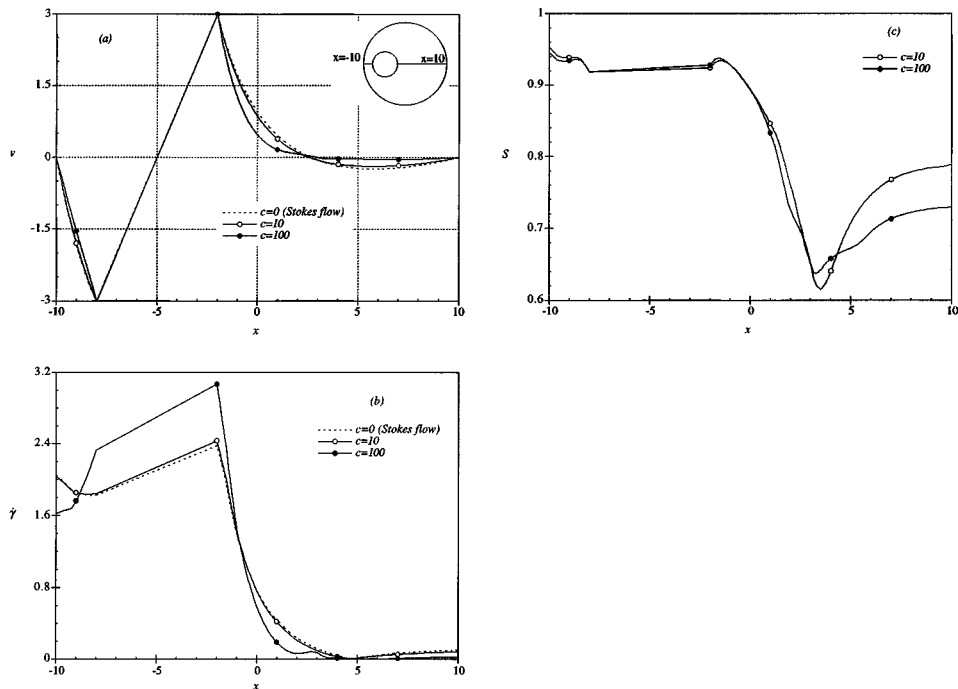 (a)
x=-10
x=10
3
1.5
0
-1.5
-3
v
c=0 (Stokes flow)
c=10
c=100
-10
-5
0
5
10
x
(c)
1
0.9
0.8
0.7
0.6
S
c=10
c=100
-10
-5
0
5
10
x
(b)
3.2
2.4
1.6
0.8
0
γ̇
c=0 (Stokes flow)
c=10
c=100
-10
-5
0
5
10
x